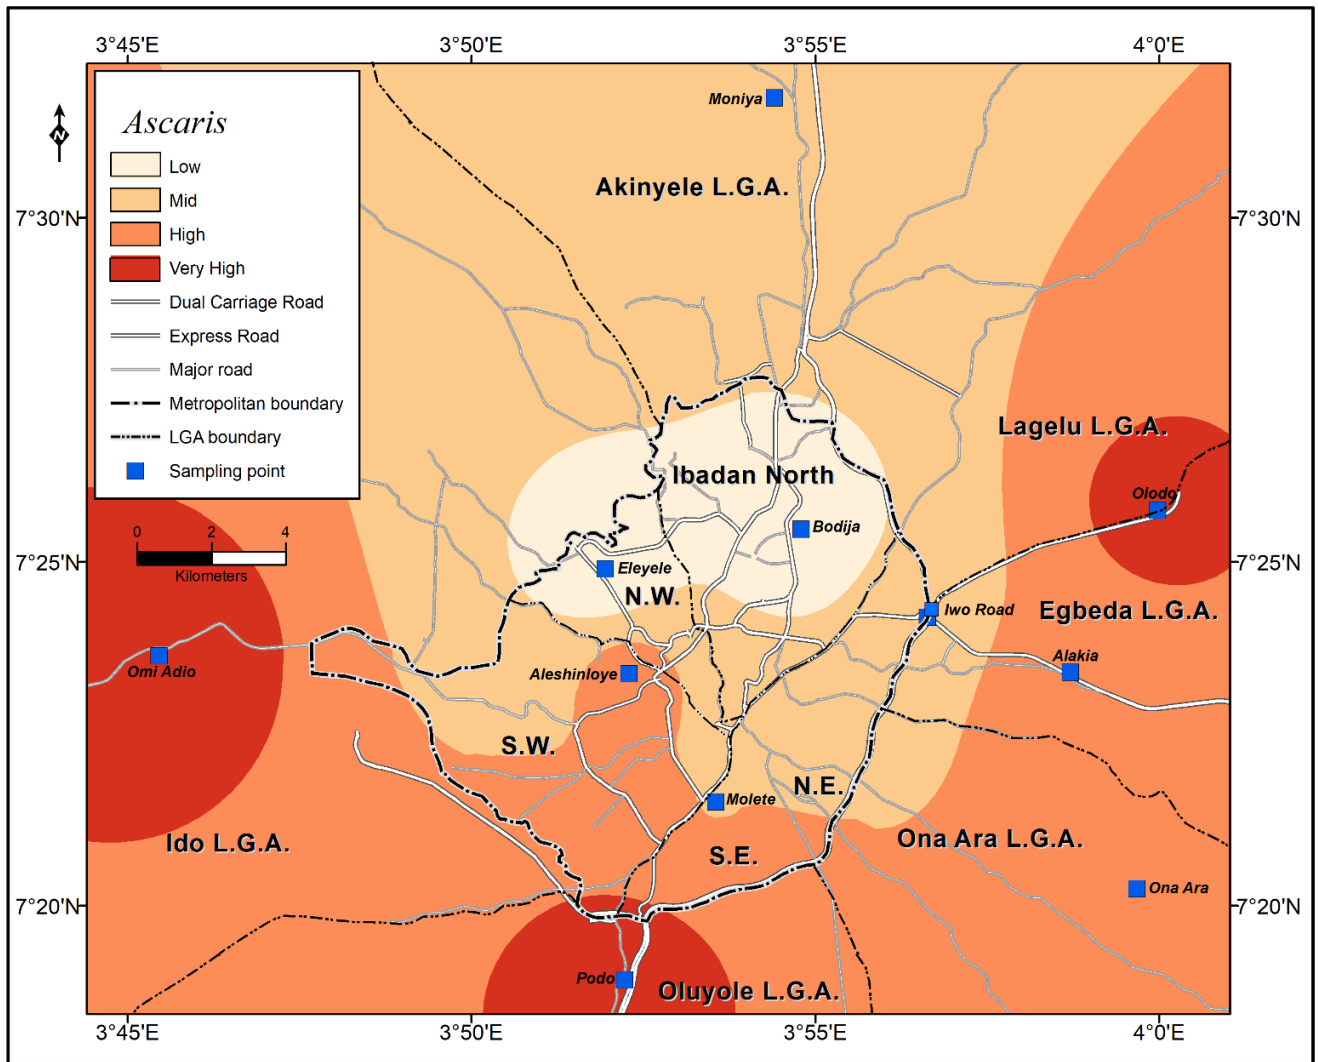 3°45'E 3°50'E 3°55'E 4°0'E
Ascaris
Low
Mid
High
Very High
Dual Carriage Road
Express Road
Major road
Metropolitan boundary
LGA boundary
Sampling point
N
0 2 4
Kilometers
7°30'N
7°25'N
7°20'N
Moniya
Akinyele L.G.A.
7°30'N
Lagelu L.G.A.
Ibadan North
Olodo
Bodija
Eleyele
7°25'N
N.W.
Iwo Road
Egbeda L.G.A.
Alakia
Omi Adio
Aleshinloye
S.W.
N.E.
Molete
Ido L.G.A.
S.E.
Ona Ara L.G.A.
Ona Ara
7°20'N
Podo
Oluyole L.G.A.
3°45'E 3°50'E 3°55'E 4°0'E